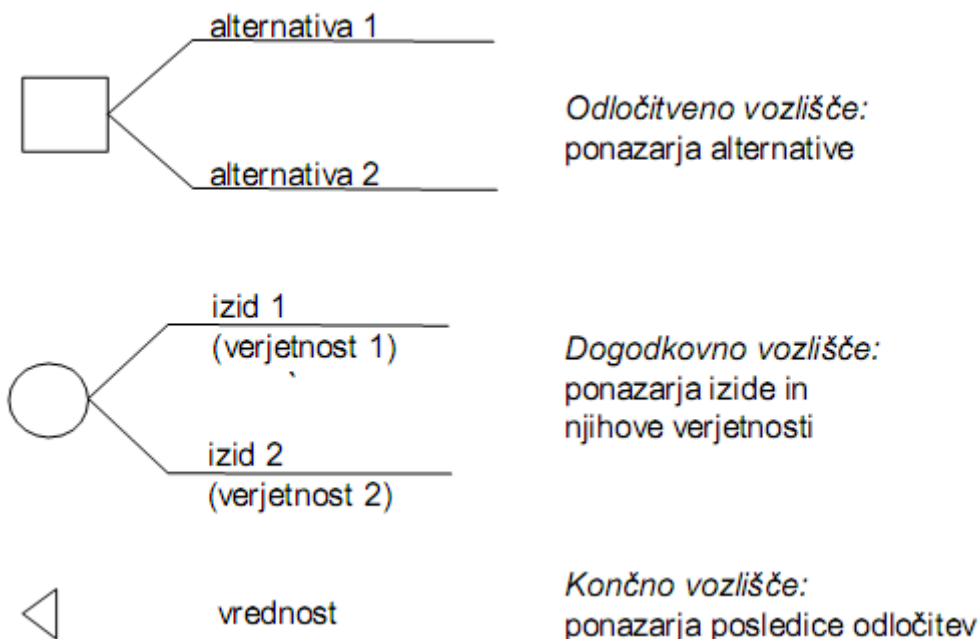 alternativa 1
Odločitveno vozlišče:
ponazarja alternative
alternativa 2
izid 1
(verjetnost 1)
Dogodkovno vozlišče:
ponazarja izide in
njihove verjetnosti
izid 2
(verjetnost 2)
vrednost
Končno vozlišče:
ponazarja posledice odločitev